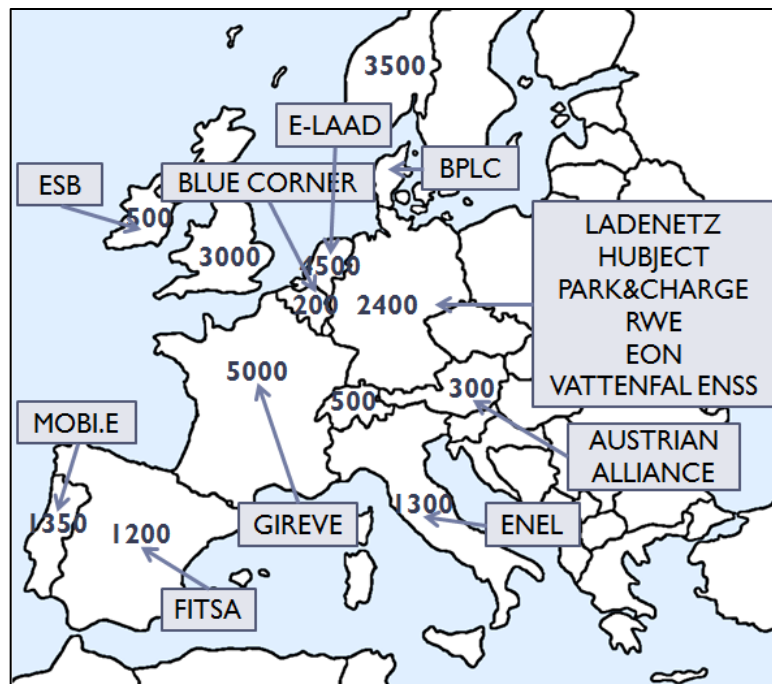 3500
E-LAAD
BPLC
BLUE CORNER
ESB
500
3000
4500
200
2400
LADENETZ
HUBJECT
PARK&CHARGE
RWE
EON
VATTENFAL ENSS
5000
500
300
MOBI.E
AUSTRIAN
ALLIANCE
1350
1200
GIREVE
1300
ENEL
FITSA